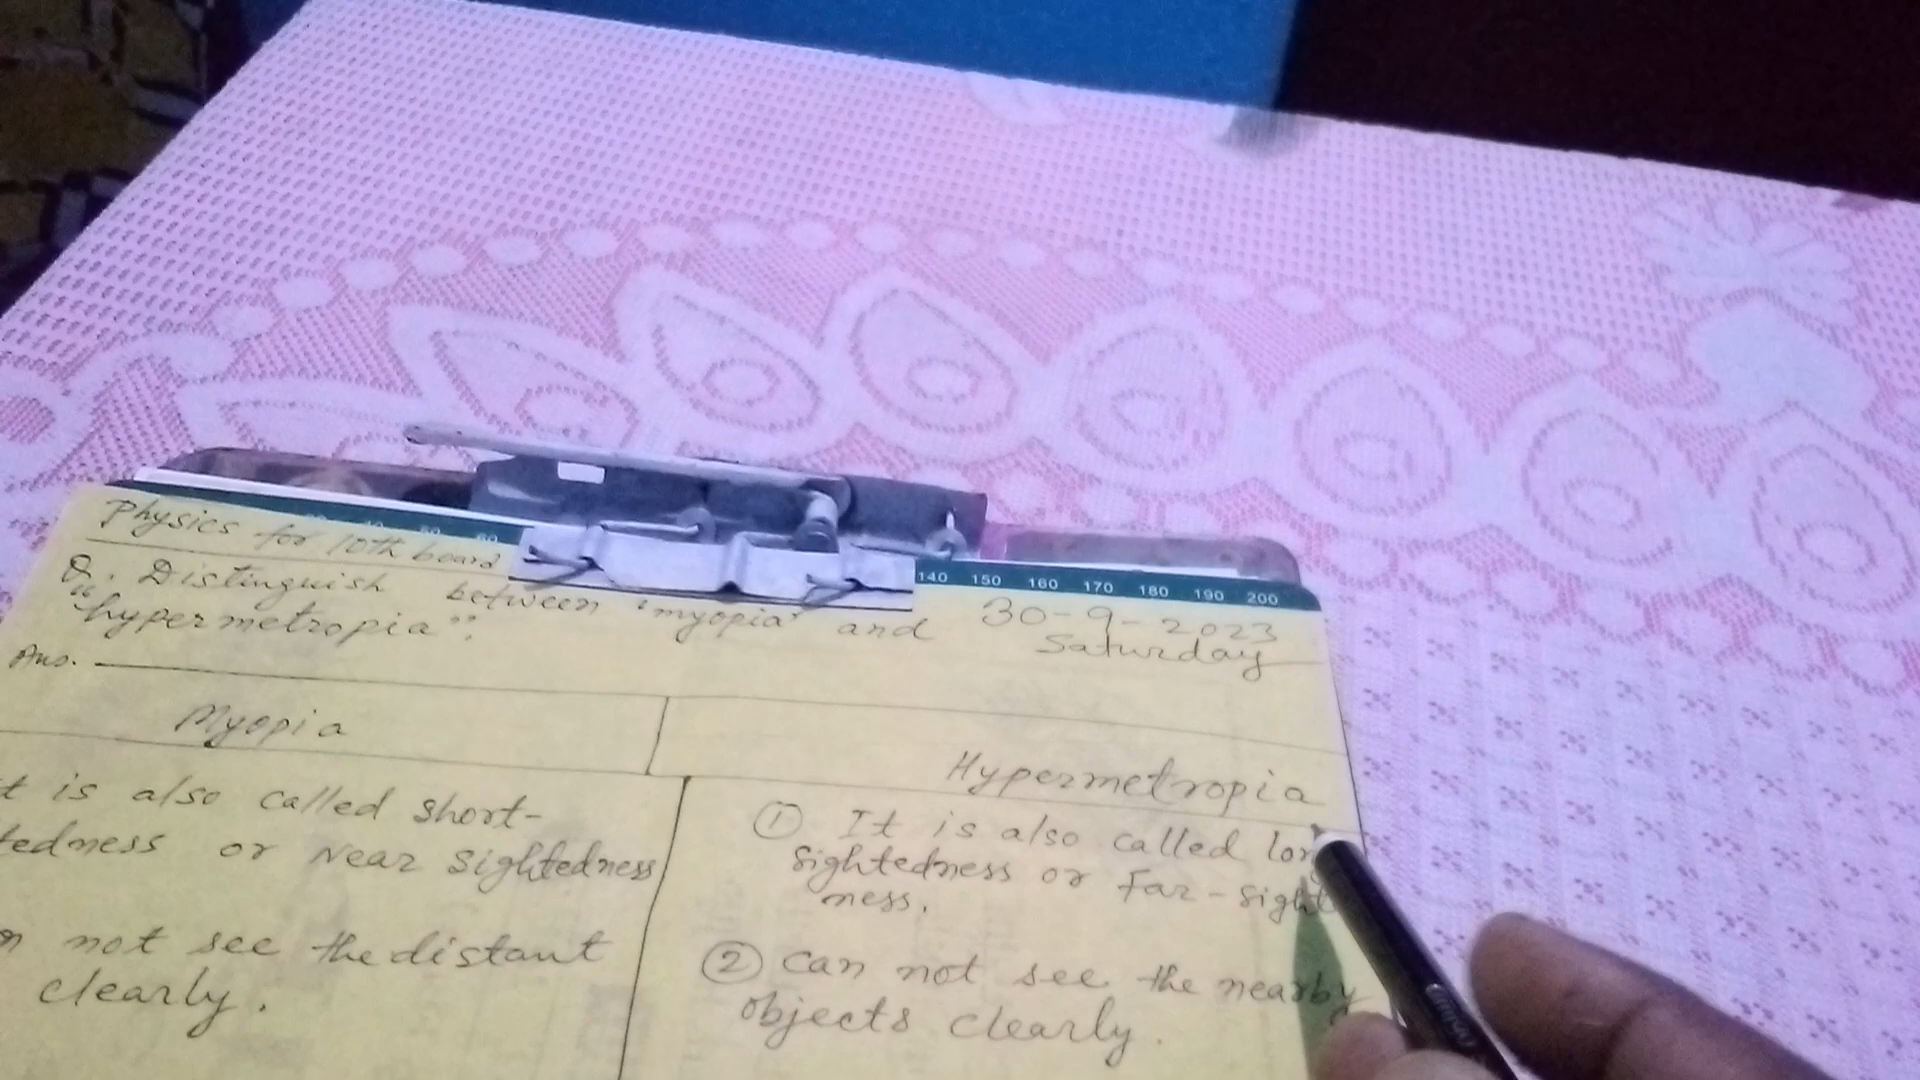 Physics for 10th board
140 150 160 170 180 190 200
Q. Distinguish between "myopia" and
"hypermetropia".
30-9-2023
Saturday
Ans.
Myopia
t is also called short-
tedness or Near Sightedness
n not see the distant
clearly.
Hypermetropia
① It is also called lon
Sightedness or Far-Sight
ness.
② can not see the nearby
objects clearly.